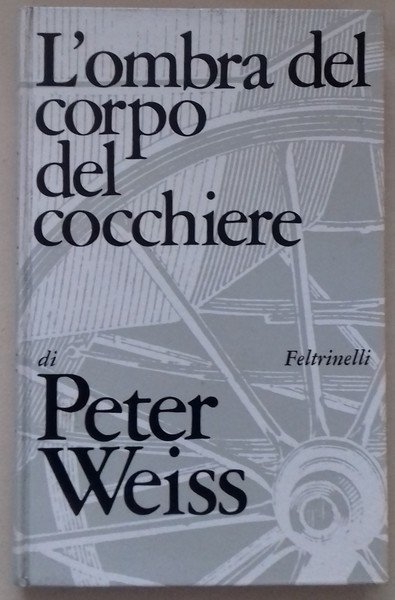 L'ombra del
corpo
del
cocchiere
di
Feltrinelli
Peter
Weiss